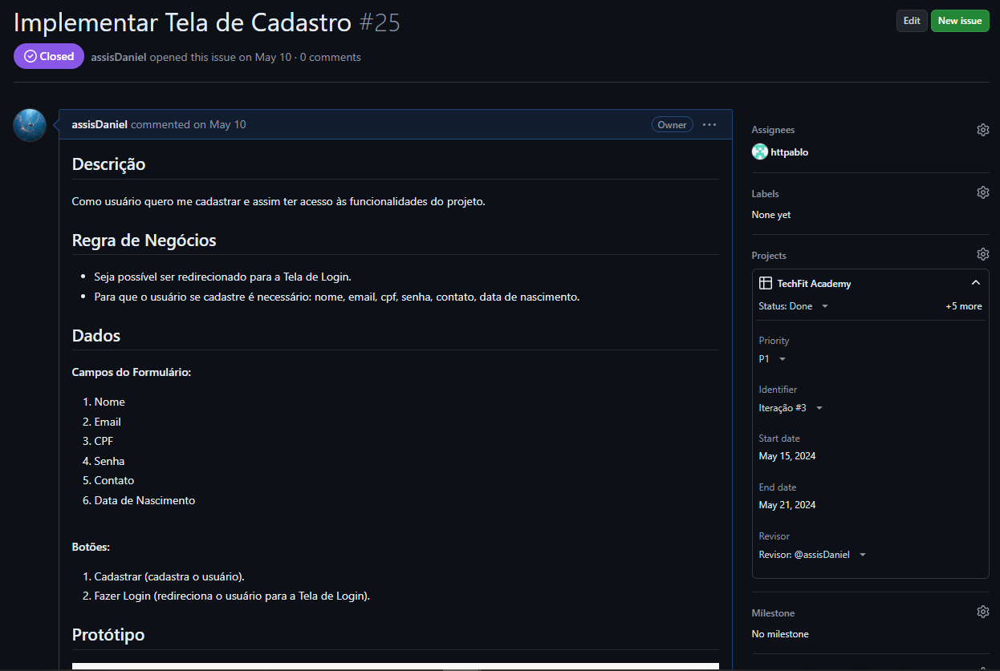 Implementar Tela de Cadastro #25
Edit
New issue
Closed
assisDaniel opened this issue on May 10 · 0 comments
assisDaniel commented on May 10
Owner
Descrição
Como usuário quero me cadastrar e assim ter acesso às funcionalidades do projeto.
Regra de Negócios
• Seja possível ser redirecionado para a Tela de Login.
• Para que o usuário se cadastre é necessário: nome, email, cpf, senha, contato, data de nascimento.
Dados
Campos do Formulário:
1. Nome
2. Email
3. CPF
4. Senha
5. Contato
6. Data de Nascimento
Botões:
1. Cadastrar (cadastra o usuário).
2. Fazer Login (redireciona o usuário para a Tela de Login).
Protótipo
Assignees
httpablo
Labels
None yet
Projects
TechFit Academy
Status: Done
+5 more
Priority
P1
Identifier
Iteração #3
Start date
May 15, 2024
End date
May 21, 2024
Revisor
Revisor: @assisDaniel
Milestone
No milestone